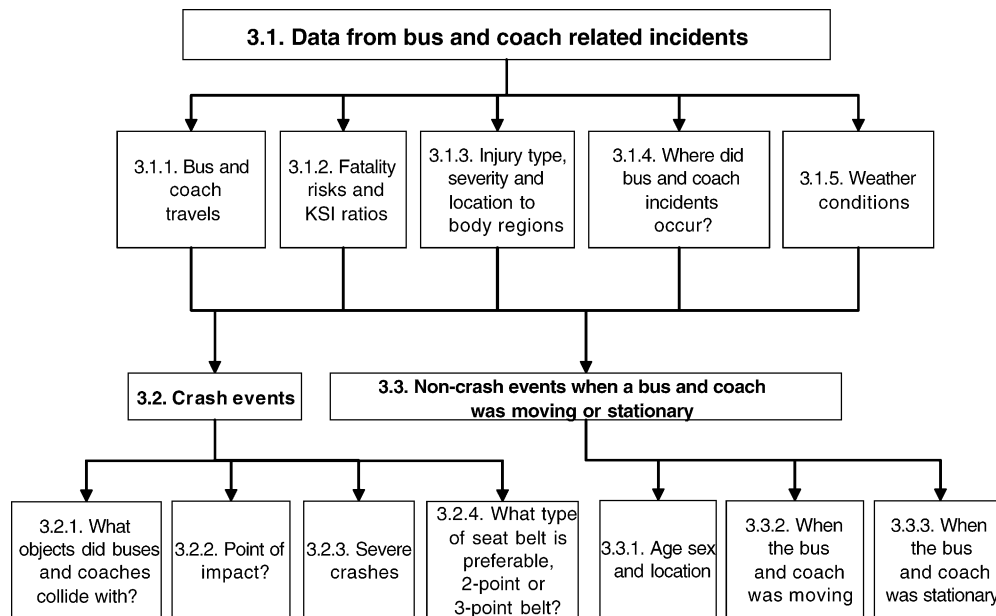 3.1. Data from bus and coach related incidents
3.1.1. Bus and
coach
travels
3.1.2. Fatality
risks and
KSI ratios
3.1.3. Injury type,
severity and
location to
body regions
3.1.4. Where did
bus and coach
incidents
occur?
3.1.5. Weather
conditions
3.2. Crash events
3.3. Non-crash events when a bus and coach
was moving or stationary
3.2.1. What
objects did buses
and coaches
collide with?
3.2.2. Point of
impact?
3.2.3. Severe
crashes
3.2.4. What type
of seat belt is
preferable,
2-point or
3-point belt?
3.3.1. Age sex
and location
3.3.2. When
the bus
and coach
was moving
3.3.3. When
the bus
and coach
was stationary